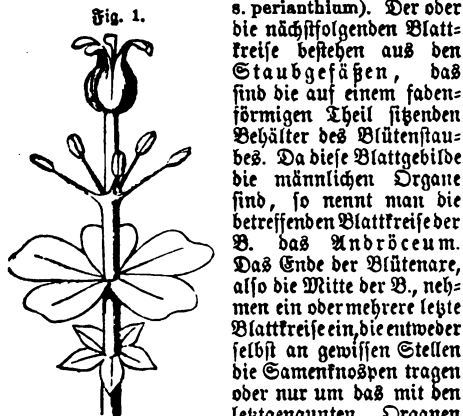 Fig. 1.
s. perianthium). Der oder
die nächstfolgenden Blatt=
kreise bestehen aus den
Staubgefäßen, das
sind die auf einem faden=
förmigen Theil sitzenden
Behälter des Blütenstau=
bes. Da diese Blattgebilde
die männlichen Organe
sind, so nennt man die
betreffenden Blattkreise der
B. das Andröceum.
Das Ende der Blütenare,
also die Mitte der B., neh=
men ein oder mehrere letzte
Blattkreise ein, die entweder
selbst an gewissen Stellen
die Samenknospen tragen
oder nur um das mit den
letztgenannten Organen